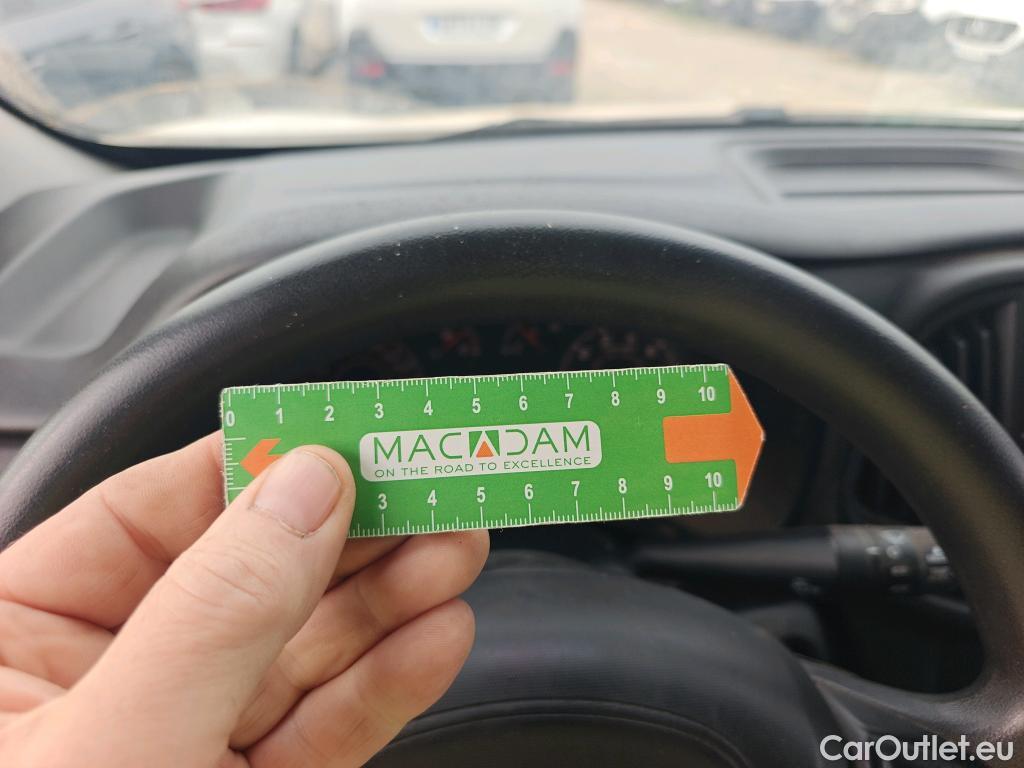 0 1 2 3 4 5 6 7 8 9 10
MACADAM
ON THE ROAD TO EXCELLENCE
3 4 5 6 7 8 9 10
CarOutlet.eu